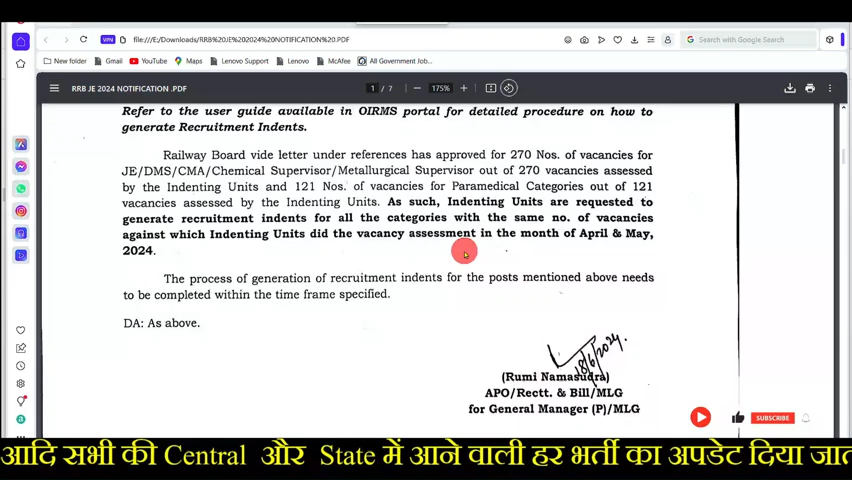 VPN
file:///E:/Downloads/RRB%20JE%202024%20NOTIFICATION%20.PDF
Search with Google Search
New folder
Gmail
YouTube
Maps
Lenovo Support
Lenovo
McAfee
All Government Job...
RRB JE 2024 NOTIFICATION .PDF
1 / 7
175%
Refer to the user guide available in OIRMS portal for detailed procedure on how to
generate Recruitment Indents.
Railway Board vide letter under references has approved for 270 Nos. of vacancies for
JE/DMS/CMA/Chemical Supervisor/Metallurgical Supervisor out of 270 vacancies assessed
by the Indenting Units and 121 Nos. of vacancies for Paramedical Categories out of 121
vacancies assessed by the Indenting Units. As such, Indenting Units are requested to
generate recruitment indents for all the categories with the same no. of vacancies
against which Indenting Units did the vacancy assessment in the month of April & May,
2024.
The process of generation of recruitment indents for the posts mentioned above needs
to be completed within the time frame specified.
DA: As above.
18/6/2024.
(Rumi Namasudra)
APO/Rectt. & Bill/MLG
for General Manager (P)/MLG
SUBSCRIBE
आदि सभी की Central और State में आने वाली हर भर्ती का अपडेट दिया जात